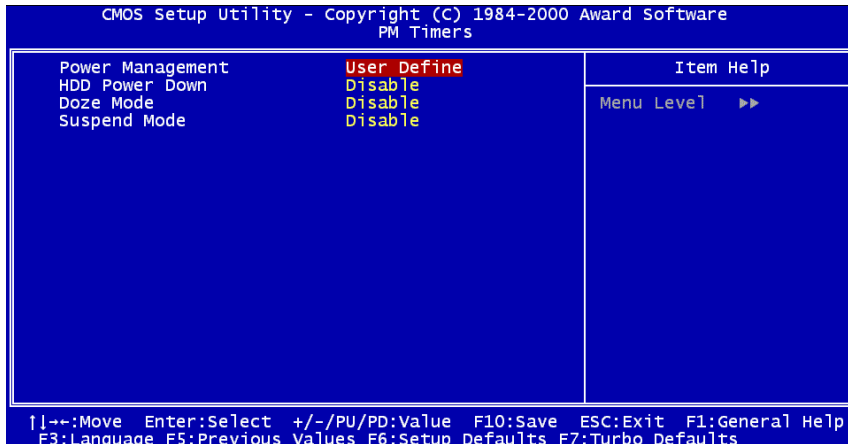 CMOS Setup Utility - Copyright (C) 1984-2000 Award Software
PM Timers
Power Management User Define
HDD Power Down Disable
Doze Mode Disable
Suspend Mode Disable
Item Help
Menu Level ▶▶
↑↓→←:Move Enter:Select +/-/PU/PD:Value F10:Save ESC:Exit F1:General Help
F3:Language F5:Previous Values F6:Setup Defaults F7:Turbo Defaults